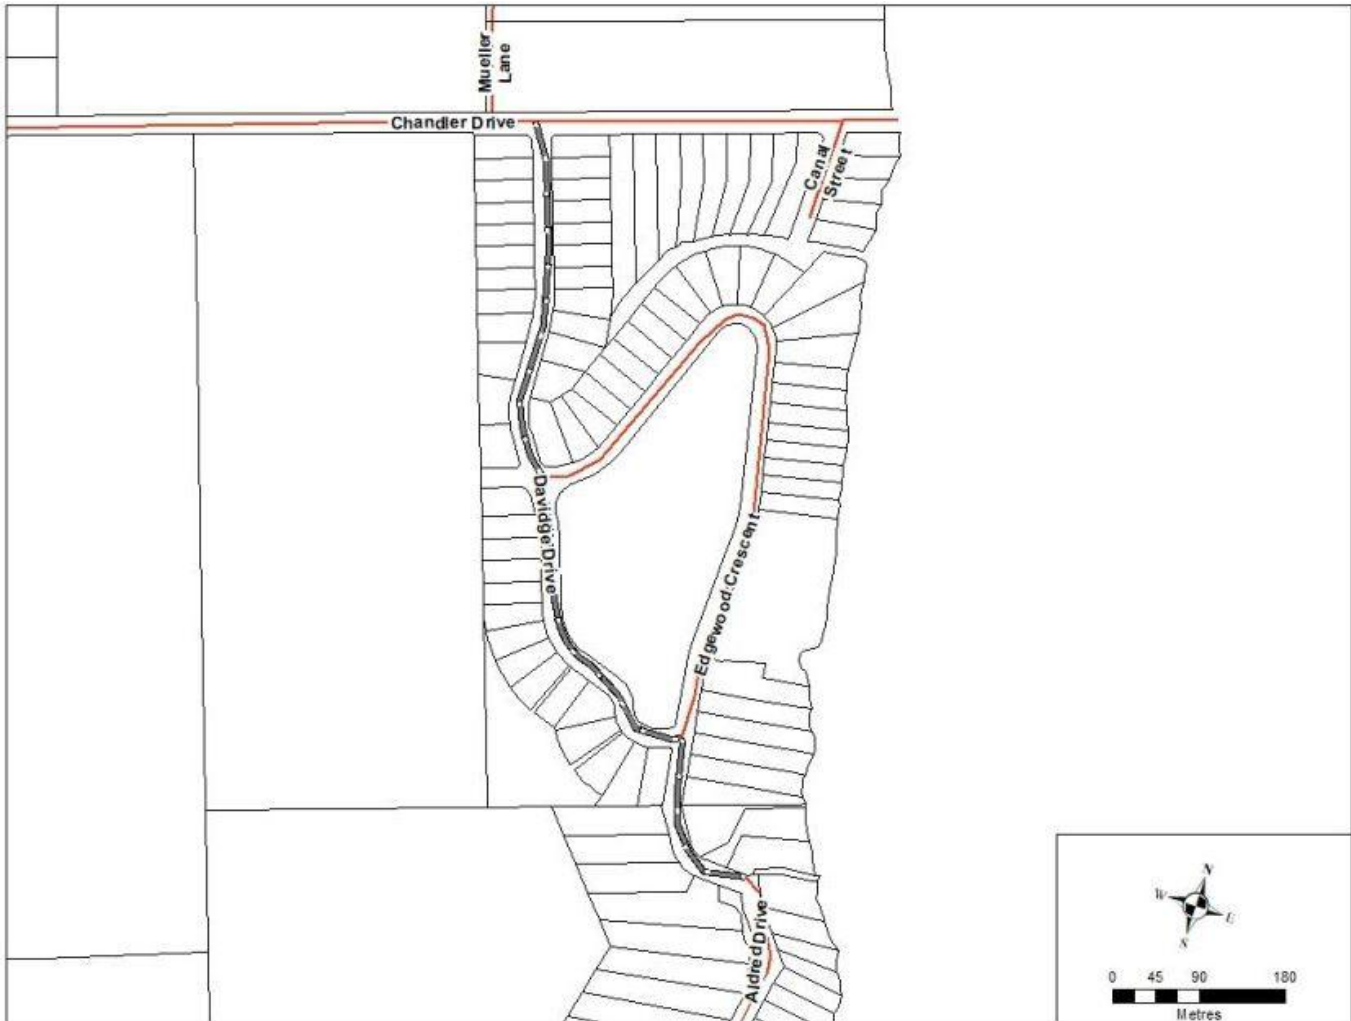 Mueller
Lane
Chandler Drive
Canal
Street
Davidge Drive
Edgewood Crescent
Aldred Drive
N
W
E
S
0 45 90 180
Metres